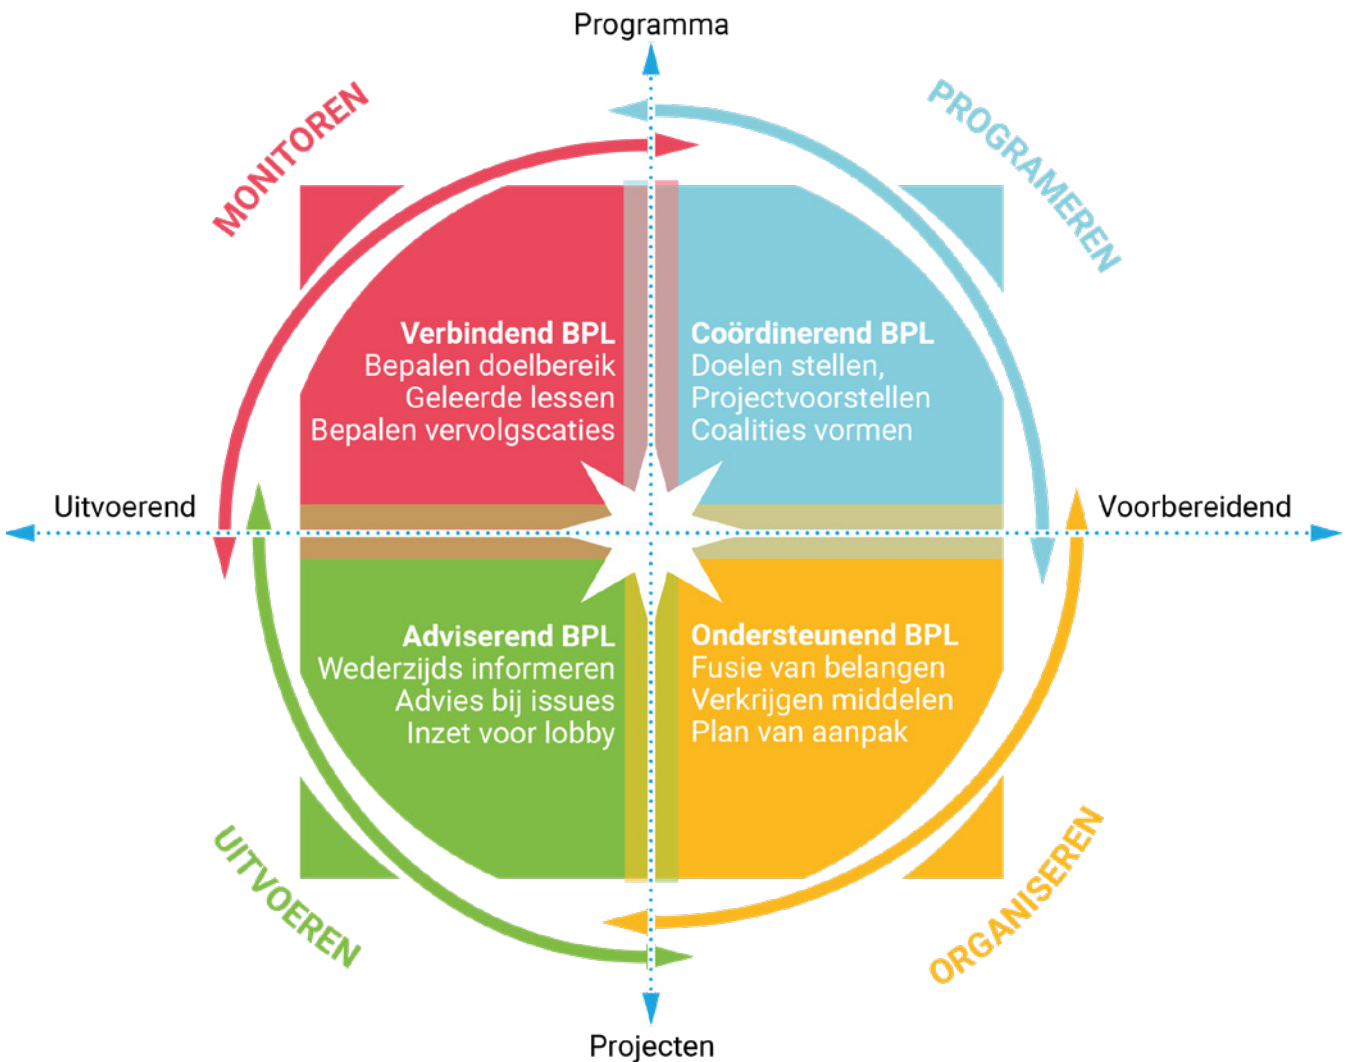 Programma
MONITOREN
PROGRAMEREN
Verbindend BPL
Bepalen doelbereik
Geleerde lessen
Bepalen vervolgscaties
Coördinerend BPL
Doelen stellen,
Projectvoorstellen
Coalities vormen
Uitvoerend
Voorbereidend
Adviserend BPL
Wederzijds informeren
Advies bij issues
Inzet voor lobby
Ondersteunend BPL
Fusie van belangen
Verkrijgen middelen
Plan van aanpak
UITVOEREN
ORGANISEREN
Projecten